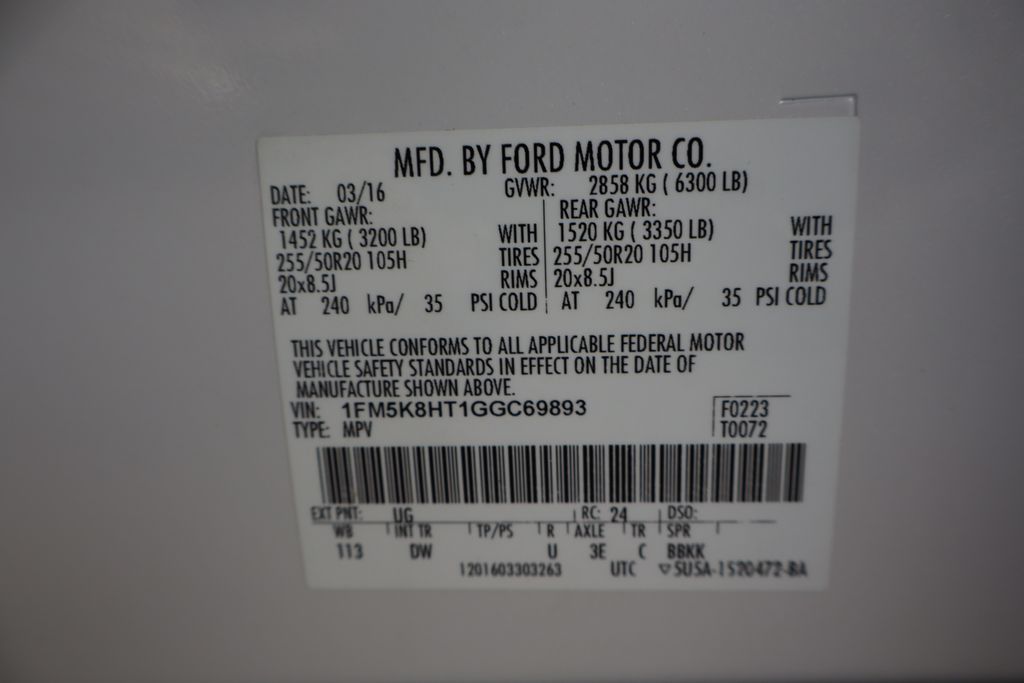 MFD. BY FORD MOTOR CO.
DATE: 03/16 GVWR: 2858 KG ( 6300 LB)
FRONT GAWR: REAR GAWR:
1452 KG ( 3200 LB) WITH 1520 KG ( 3350 LB) WITH
255/50R20 105H TIRES 255/50R20 105H TIRES
20x8.5J RIMS 20x8.5J RIMS
AT 240 kPa/ 35 PSI COLD AT 240 kPa/ 35 PSI COLD
THIS VEHICLE CONFORMS TO ALL APPLICABLE FEDERAL MOTOR
VEHICLE SAFETY STANDARDS IN EFFECT ON THE DATE OF
MANUFACTURE SHOWN ABOVE.
VIN: 1FM5K8HT1GGC69893 F0223
TYPE: MPV T0072
EXT PNT: UG RC: 24 DSO:
WB INT TR TP/PS R AXLE TR SPR
113 DW U 3E C BBKK
1201603303263 UTC ▽SU5A-1520472-BA